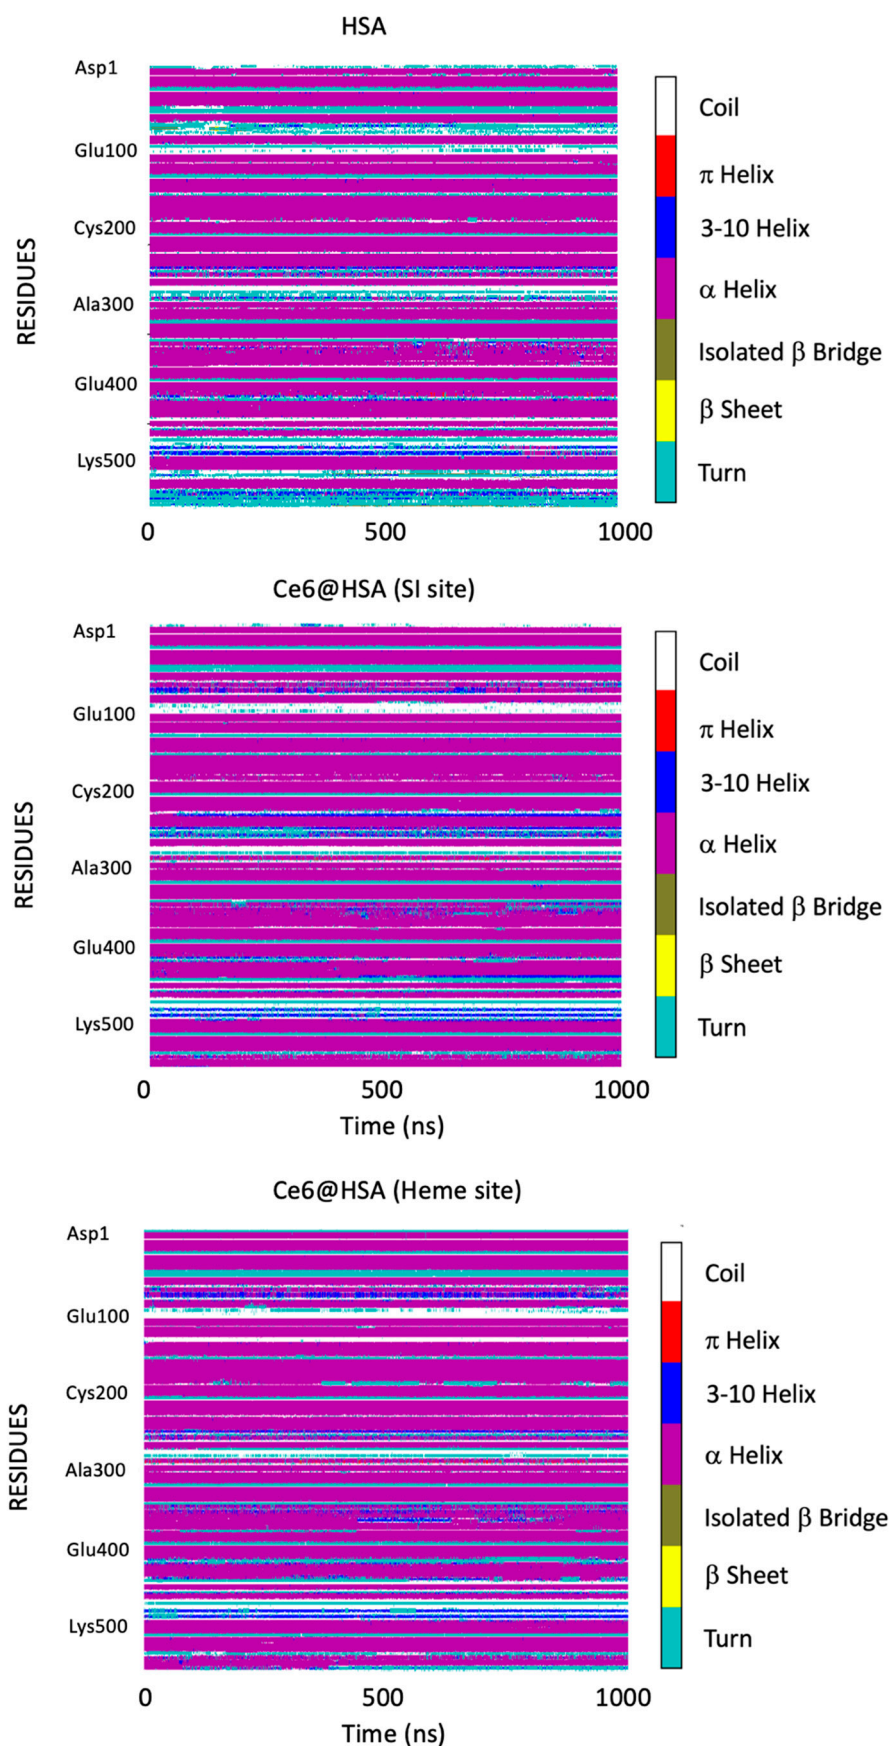 HSA
Asp1
Glu100
Cys200
Ala300
Glu400
Lys500
RESIDUES
0 500 1000
Coil
π Helix
3-10 Helix
α Helix
Isolated β Bridge
β Sheet
Turn
Ce6@HSA (SI site)
Asp1
Glu100
Cys200
Ala300
Glu400
Lys500
RESIDUES
0 500 1000
Time (ns)
Coil
π Helix
3-10 Helix
α Helix
Isolated β Bridge
β Sheet
Turn
Ce6@HSA (Heme site)
Asp1
Glu100
Cys200
Ala300
Glu400
Lys500
RESIDUES
0 500 1000
Time (ns)
Coil
π Helix
3-10 Helix
α Helix
Isolated β Bridge
β Sheet
Turn